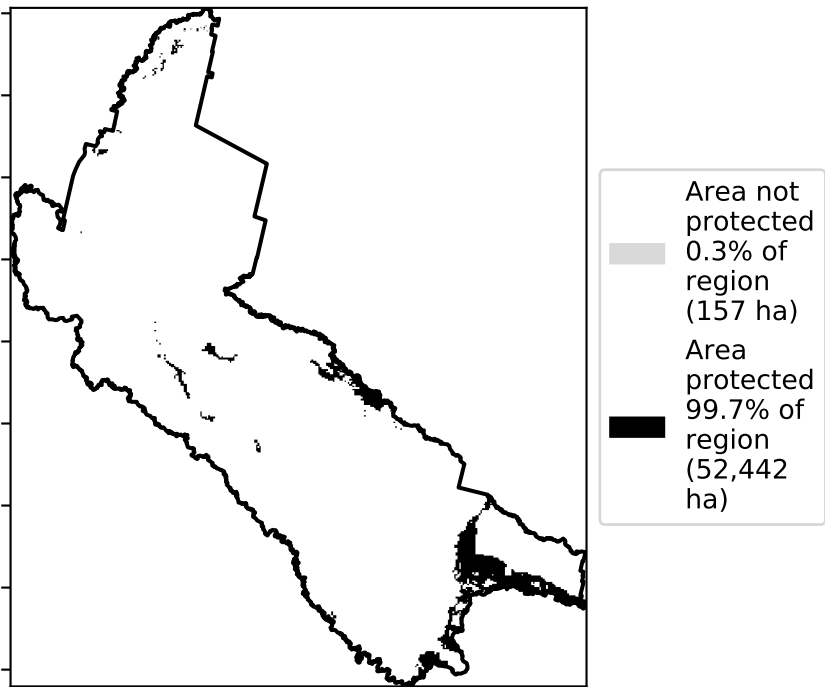 Area not
protected
0.3% of
region
(157 ha)
Area
protected
99.7% of
region
(52,442
ha)